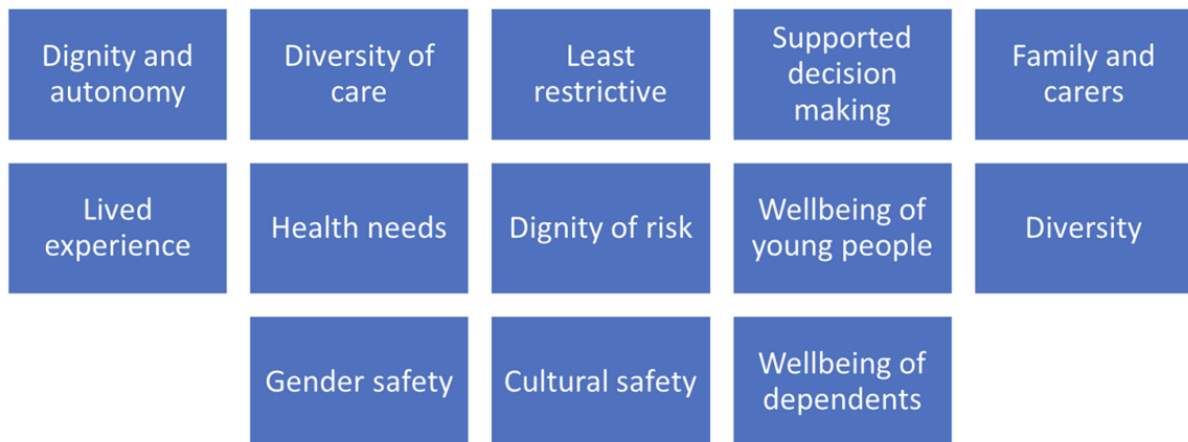 Dignity and
autonomy
Diversity of
care
Least
restrictive
Supported
decision
making
Family and
carers
Lived
experience
Health needs
Dignity of risk
Wellbeing of
young people
Diversity
Gender safety
Cultural safety
Wellbeing of
dependents